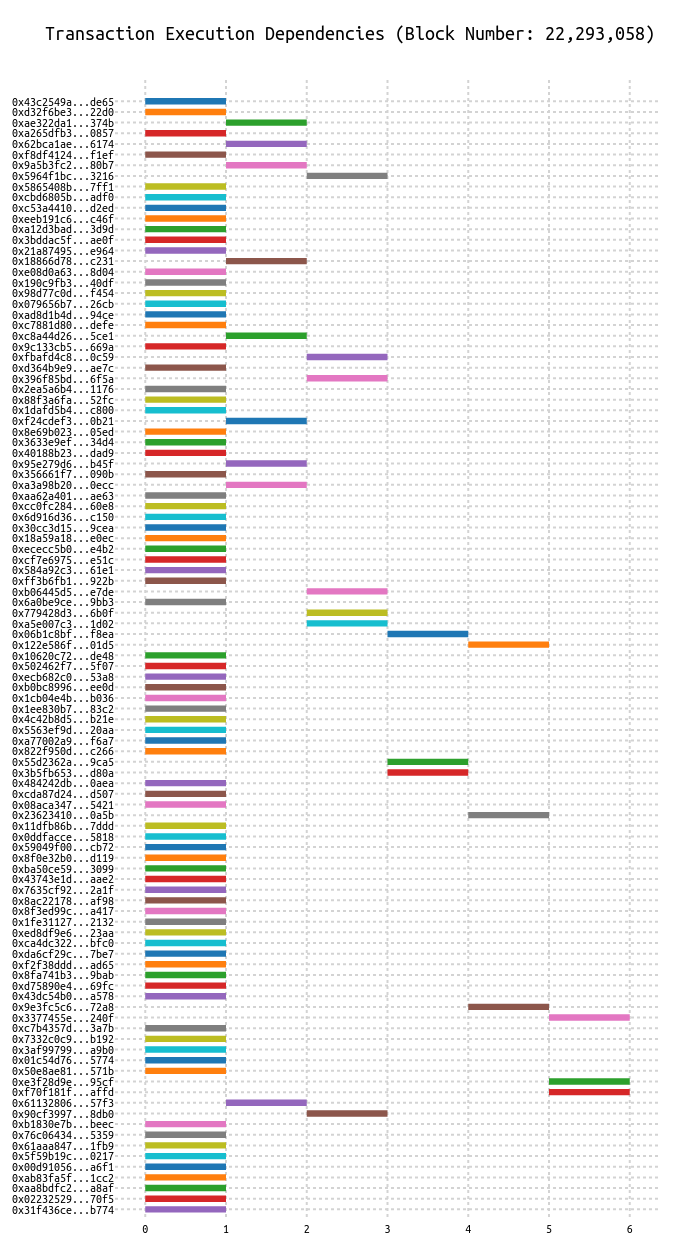 Transaction Execution Dependencies (Block Number: 22,293,058)
0x43c2549a...de65
0xd32f6be3...22d0
0xae322da1...374b
0xa265dfb3...0857
0x62bca1ae...6174
0xf8df4124...f1ef
0x9a5b3fc2...80b7
0x5964f1bc...3216
0x5865408b...7ff1
0xcbd6805b...adf0
0xc53a4410...d2ed
0xeeb191c6...c46f
0xa12d3bad...3d9d
0x3bddac5f...ae0f
0x21a87495...e964
0x18866d78...c231
0xe08d0a63...8d04
0x190c9fb3...40df
0x98d77c0d...f454
0x079656b7...26cb
0xad8d1b4d...94ce
0xc7881d80...defe
0xc8a44d26...5ce1
0x9c133cb5...669a
0xfbafd4c8...0c59
0xd364b9e9...ae7c
0x396f85bd...6f5a
0x2ea5a6b4...1176
0x88f3a6fa...52fc
0x1dafd5b4...c800
0xf24cdef3...0b21
0x8e69b023...05ed
0x3633e9ef...34d4
0x40188b23...dad9
0x95e279d6...b45f
0x356661f7...090b
0xa3a98b20...0ecc
0xaa62a401...ae63
0xcc0fc284...60e8
0x6d916d36...c150
0x30cc3d15...9cea
0x18a59a18...e0ec
0xececc5b0...e4b2
0xcf7e6975...e51c
0x584a92c3...61e1
0xff3b6fb1...922b
0xb06445d5...e7de
0x6a0be9ce...9bb3
0x779428d3...6b0f
0xa5e007c3...1d02
0x06b1c8bf...f8ea
0x122e586f...01d5
0x10620c72...de48
0x502462f7...5f07
0xecb682c0...53a8
0xb0bc8996...ee0d
0x1cb04e4b...b036
0x1ee830b7...83c2
0x4c42b8d5...b21e
0x5563ef9d...20aa
0xa77002a9...f6a7
0x822f950d...c266
0x55d2362a...9ca5
0x3b5fb653...d80a
0x484242db...0aea
0xcda87d24...d507
0x08aca347...5421
0x23623410...0a5b
0x11dfb86b...7ddd
0x0ddfacce...5818
0x59049f00...cb72
0x8f0e32b0...d119
0xba50ce59...3099
0x43743e1d...aae2
0x7635cf92...2a1f
0x8ac22178...af98
0x8f3ed99c...a417
0x1fe31127...2132
0xed8df9e6...23aa
0xca4dc322...bfc0
0xda6cf29c...7be7
0xf2f38ddd...ad65
0x8fa741b3...9bab
0xd75890e4...69fc
0x43dc54b0...a578
0x9e3fc5c6...72a8
0x3377455e...240f
0xc7b4357d...3a7b
0x7332c0c9...b192
0x3af99799...a9b0
0x01c54d76...5774
0x50e8ae81...571b
0xe3f28d9e...95cf
0xf70f181f...affd
0x61132806...57f3
0x90cf3997...8db0
0xb1830e7b...beec
0x76c06434...5359
0x61aaa847...1fb9
0x5f59b19c...0217
0x00d91056...a6f1
0xab83fa5f...1cc2
0xaa8bdfc2...a8af
0x02232529...70f5
0x31f436ce...b774
0 1 2 3 4 5 6